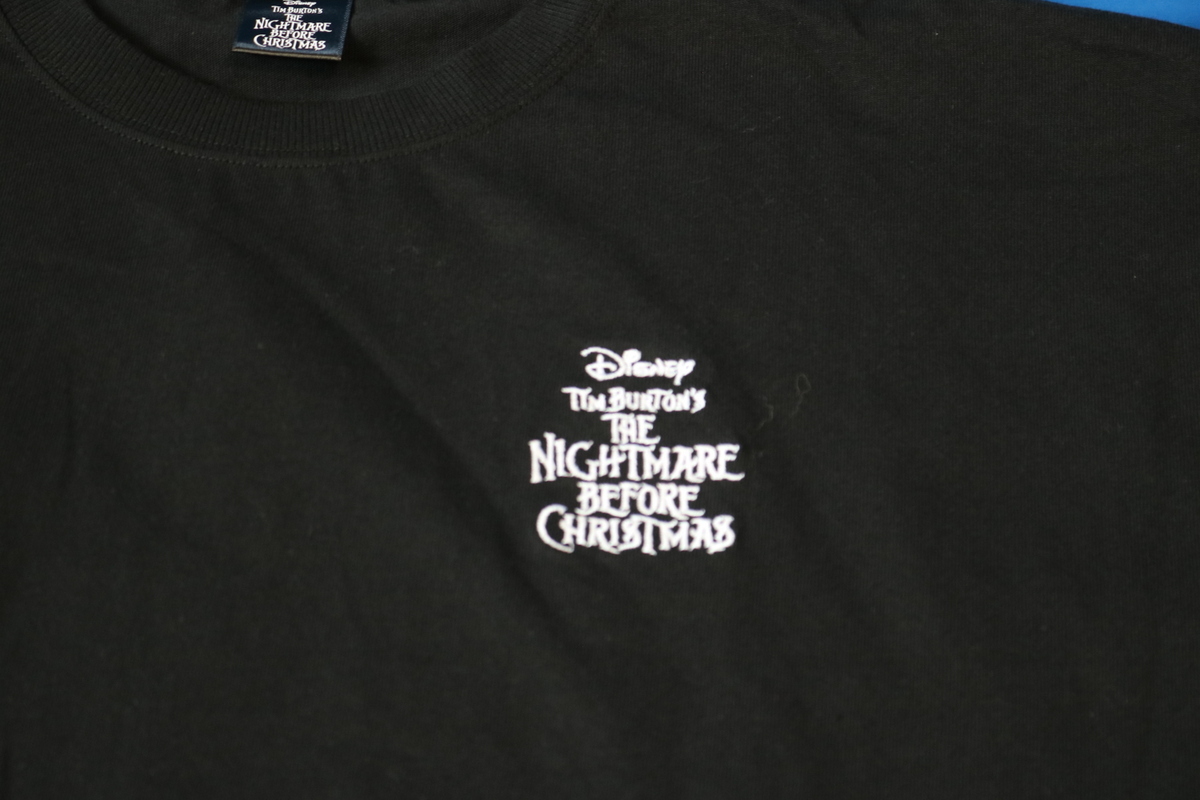 Disney
TIM BURTON'S
THE
NIGHTMARE
BEFORE
CHRISTMAS
Disney
TIM BURTON'S
THE
NIGHTMARE
BEFORE
CHRISTMAS